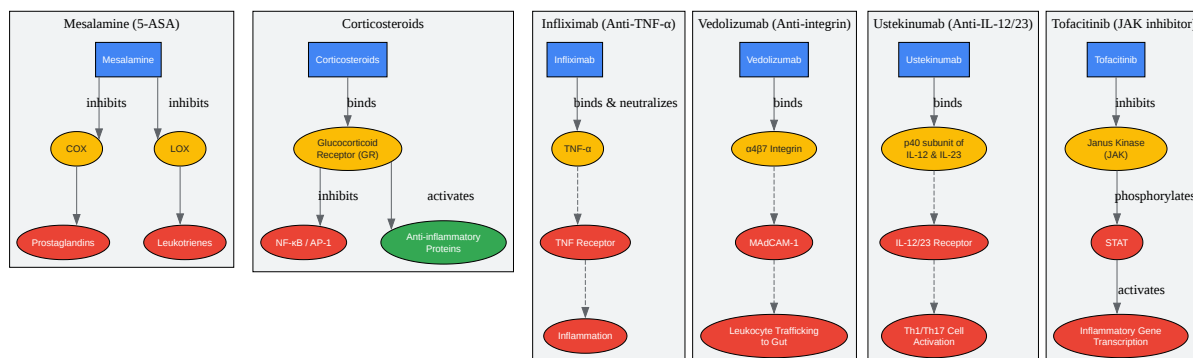 Mesalamine (5-ASA)
Mesalamine
inhibits
inhibits
COX
LOX
Prostaglandins
Leukotrienes
Corticosteroids
Corticosteroids
binds
Glucocorticoid
Receptor (GR)
inhibits
activates
NF-κB / AP-1
Anti-inflammatory
Proteins
Infliximab (Anti-TNF-α)
Infliximab
binds & neutralizes
TNF-α
TNF Receptor
Inflammation
Vedolizumab (Anti-integrin)
Vedolizumab
binds
α4β7 Integrin
MAdCAM-1
Leukocyte Trafficking
to Gut
Ustekinumab (Anti-IL-12/23)
Ustekinumab
binds
p40 subunit of
IL-12 & IL-23
IL-12/23 Receptor
Th1/Th17 Cell
Activation
Tofacitinib (JAK inhibitor)
Tofacitinib
inhibits
Janus Kinase
(JAK)
phosphorylates
STAT
activates
Inflammatory Gene
Transcription